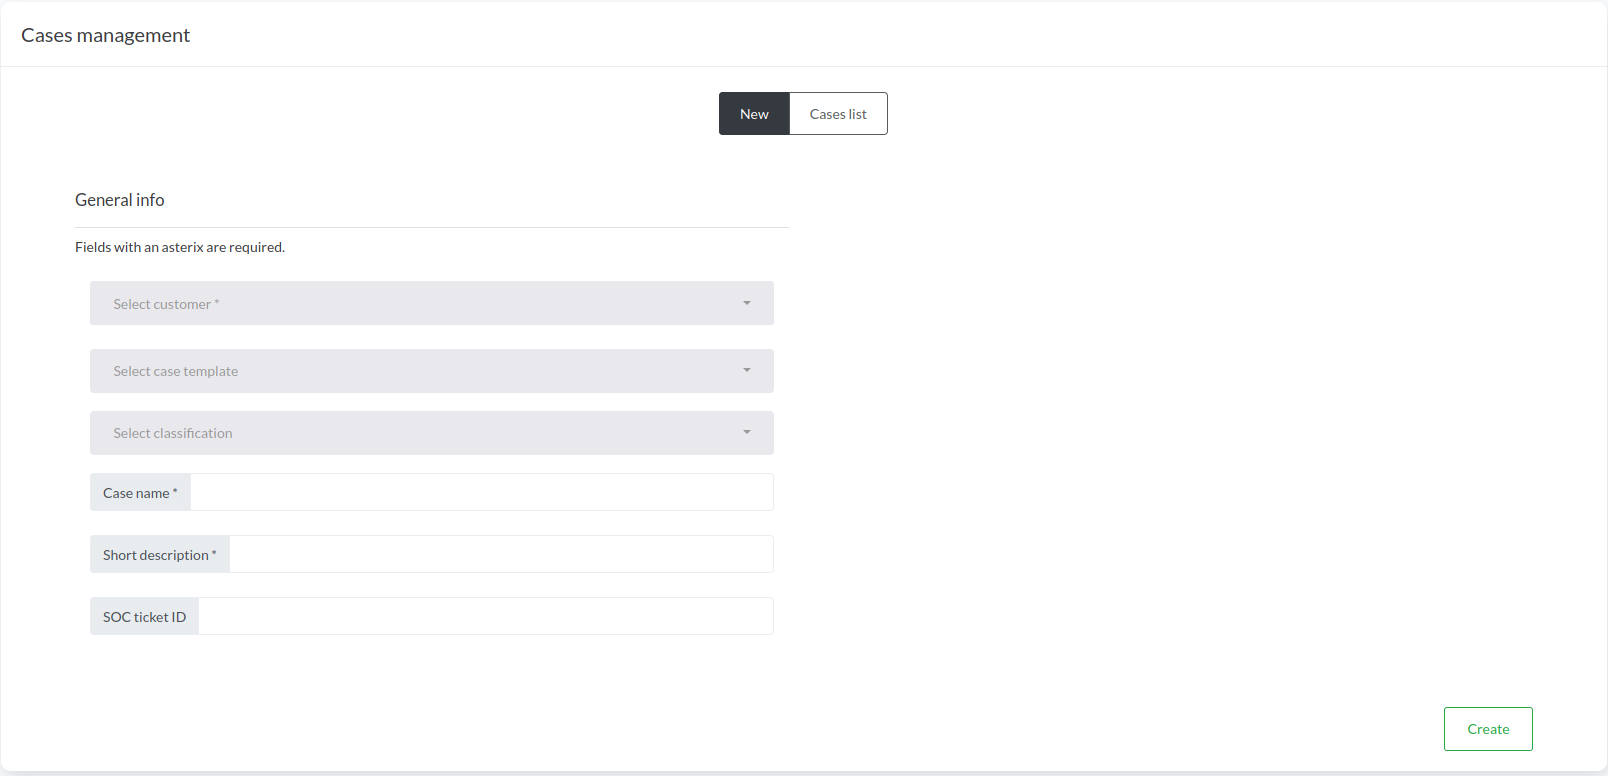 Cases management
New
Cases list
General info
Fields with an asterix are required.
Select customer *
Select case template
Select classification
Case name *
Short description *
SOC ticket ID
Create